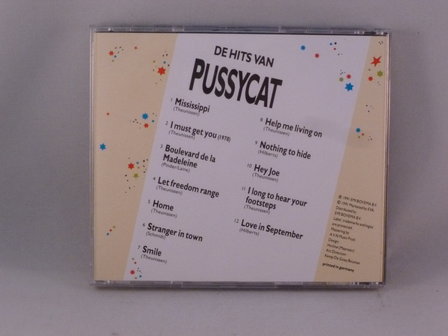 DE HITS VAN
PUSSYCAT
1 Mississippi
(Theunissen)
2 I must get you (1978)
(Theunissen)
3 Boulevard de la
Madeleine
(Pinder-Laine)
4 Let freedom range
(Theunissen)
5 Home
(Theunissen)
6 Stranger in town
(Schmidt)
7 Smile
(Theunissen)
8 Help me living on
(Theunissen)
9 Nothing to hide
(Hilberts)
10 Hey Joe
(Theunissen)
11 I long to hear your
footsteps
(Theunissen)
12 Love in September
(Hilberts)
printed in germany